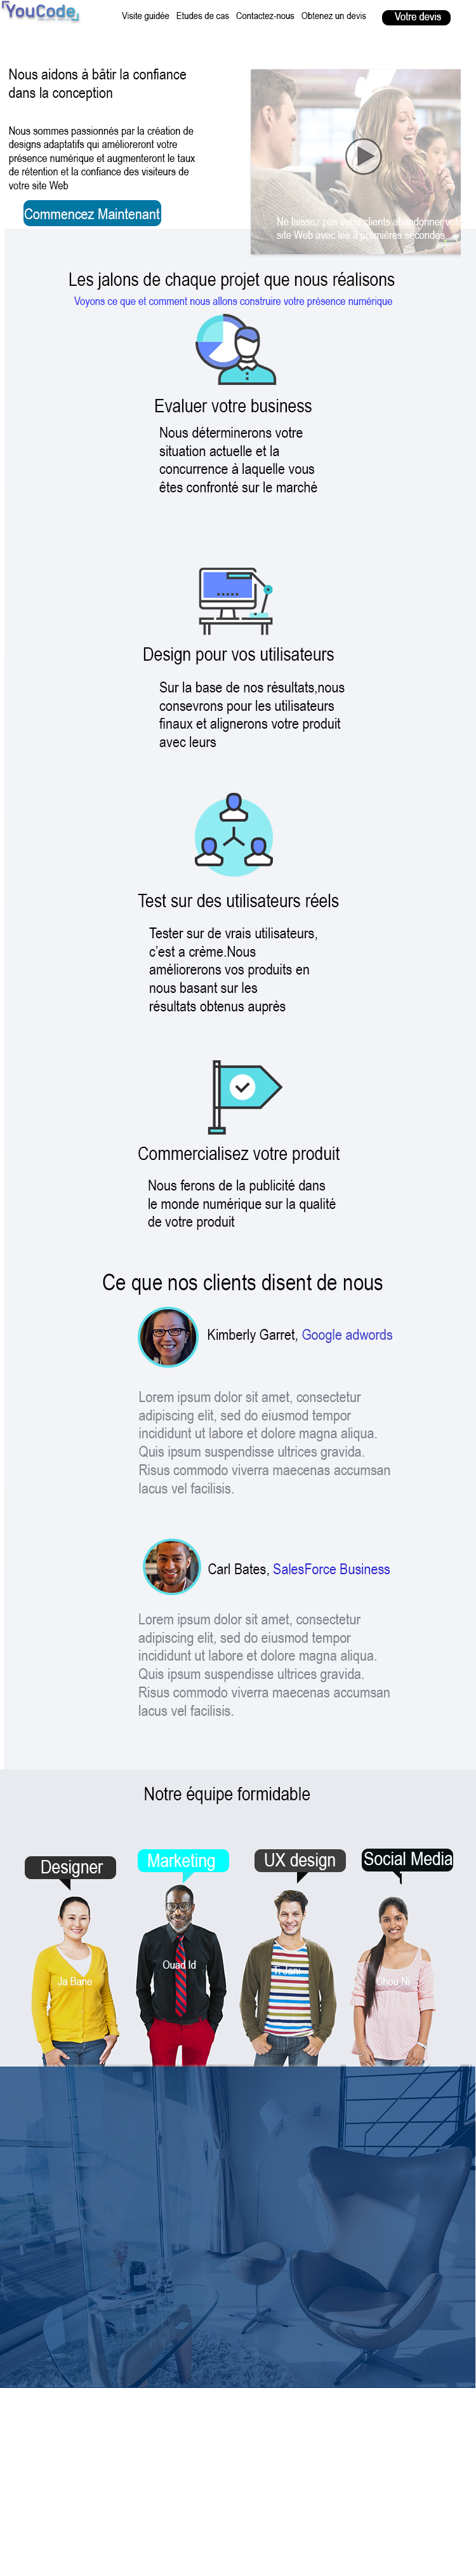 YouCode
Visite guidée Etudes de cas Contactez-nous Obtenez un devis Votre devis
Nous aidons à bâtir la confiance
dans la conception
Nous sommes passionnés par la création de
designs adaptatifs qui amélioreront votre
présence numérique et augmenteront le taux
de rétention et la confiance des visiteurs de
votre site Web
Commencez Maintenant
Ne laissez pas votre clients abandonner votre
site Web avec les 3 premières secondes
Les jalons de chaque projet que nous réalisons
Voyons ce que et comment nous allons construire votre présence numérique
Evaluer votre business
Nous déterminerons votre
situation actuelle et la
concurrence à laquelle vous
êtes confronté sur le marché
Design pour vos utilisateurs
Sur la base de nos résultats,nous
consevrons pour les utilisateurs
finaux et alignerons votre produit
avec leurs
Test sur des utilisateurs réels
Tester sur de vrais utilisateurs,
c’est a crème.Nous
améliorerons vos produits en
nous basant sur les
résultats obtenus auprès
Commercialisez votre produit
Nous ferons de la publicité dans
le monde numérique sur la qualité
de votre produit
Ce que nos clients disent de nous
Kimberly Garret, Google adwords
Lorem ipsum dolor sit amet, consectetur
adipiscing elit, sed do eiusmod tempor
incididunt ut labore et dolore magna aliqua.
Quis ipsum suspendisse ultrices gravida.
Risus commodo viverra maecenas accumsan
lacus vel facilisis.
Carl Bates, SalesForce Business
Lorem ipsum dolor sit amet, consectetur
adipiscing elit, sed do eiusmod tempor
incididunt ut labore et dolore magna aliqua.
Quis ipsum suspendisse ultrices gravida.
Risus commodo viverra maecenas accumsan
lacus vel facilisis.
Notre équipe formidable
Designer Marketing UX design Social Media
Ja Bane Ouad Id Chou Ni